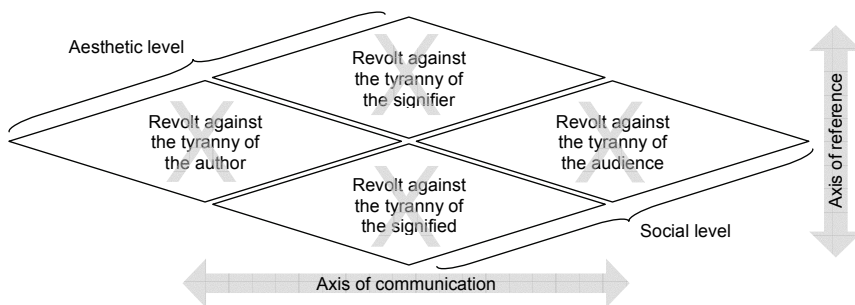 Aesthetic level
Revolt against
the tyranny of
the signifier
Revolt against
the tyranny of
the author
Revolt against
the tyranny of
the audience
Revolt against
the tyranny of
the signified
Social level
Axis of reference
Axis of communication